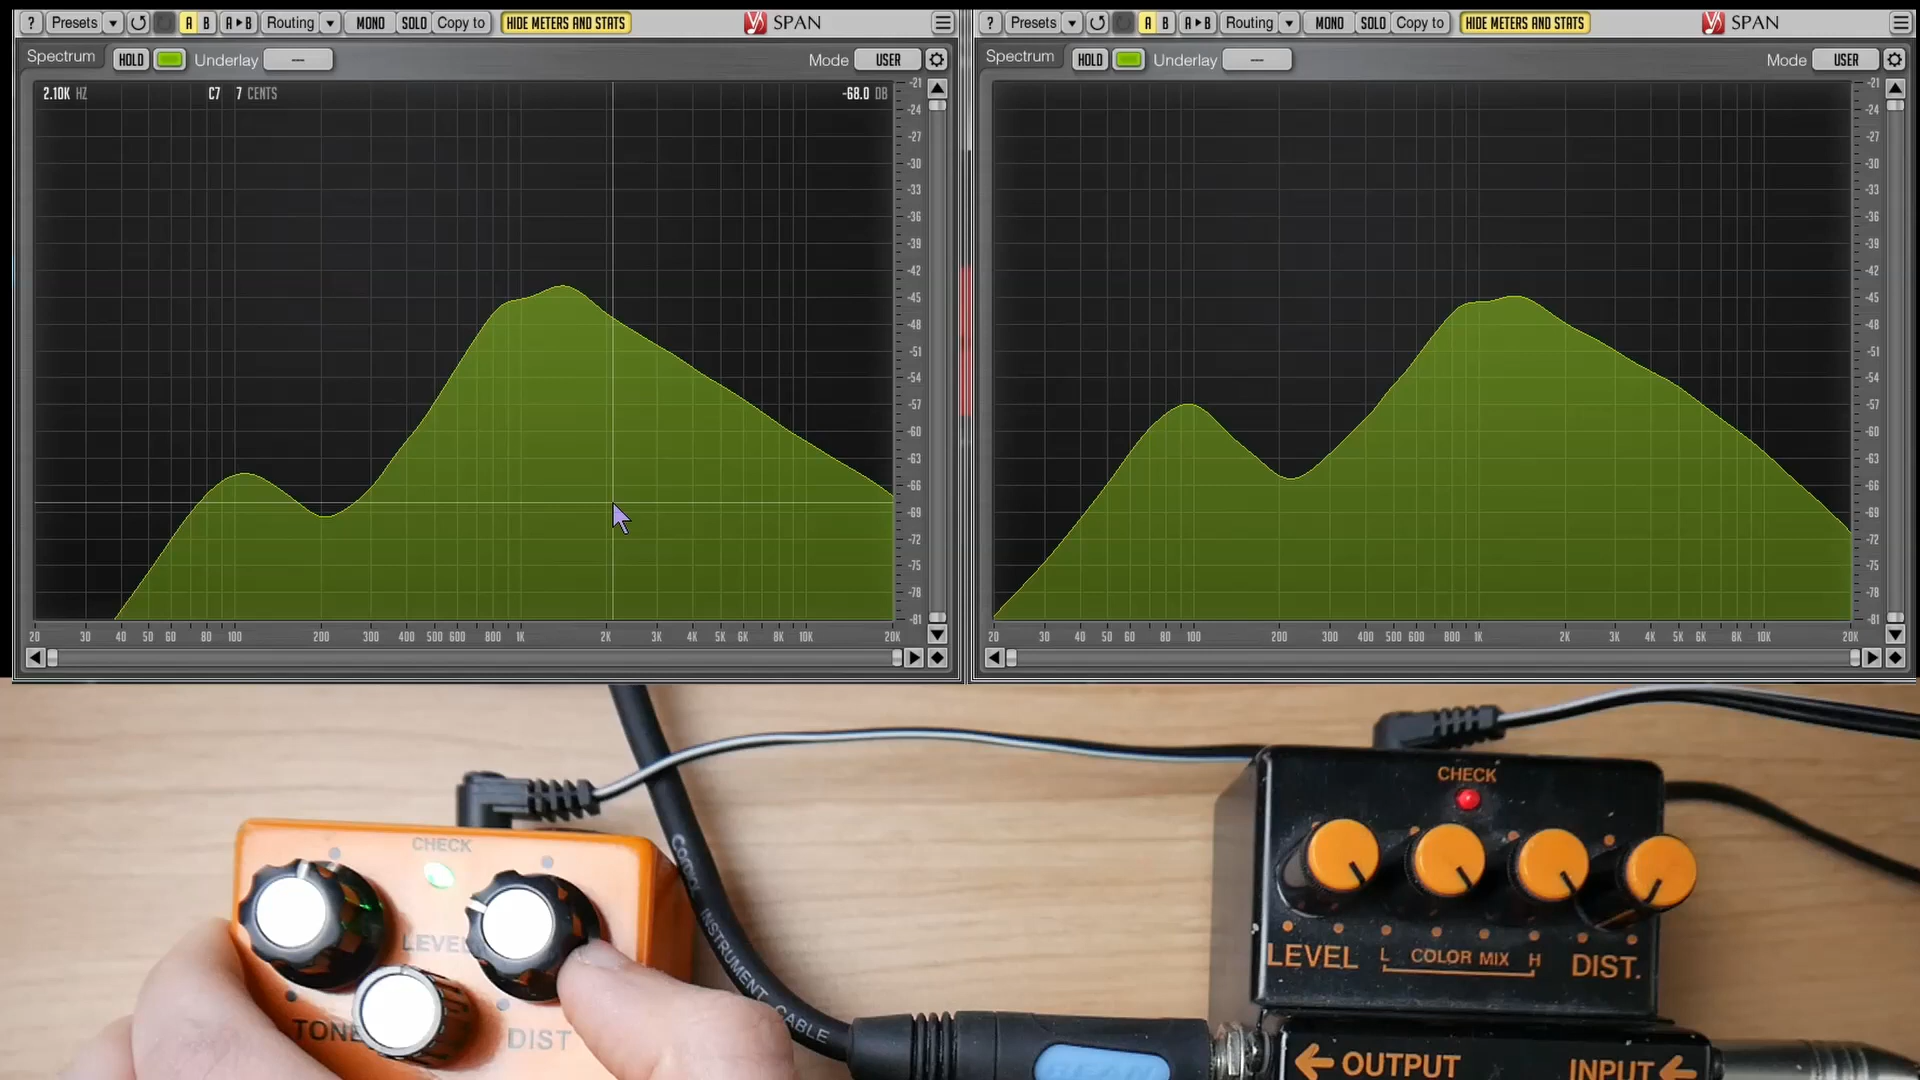 ? Presets A B A►B Routing MONO SOLO Copy to HIDE METERS AND STATS SPAN
Spectrum HOLD Underlay --- Mode USER
2.10K HZ C7 7 CENTS -68.0 DB
-21
-24
-27
-30
-33
-36
-39
-42
-45
-48
-51
-54
-57
-60
-63
-66
-69
-72
-75
-78
-81
20 30 40 50 60 80 100 200 300 400 500 600 800 1K 2K 3K 4K 5K 6K 8K 10K 20K
? Presets A B A►B Routing MONO SOLO Copy to HIDE METERS AND STATS SPAN
Spectrum HOLD Underlay --- Mode USER
-21
-24
-27
-30
-33
-36
-39
-42
-45
-48
-51
-54
-57
-60
-63
-66
-69
-72
-75
-78
-81
20 30 40 50 60 80 100 200 300 400 500 600 800 1K 2K 3K 4K 5K 6K 8K 10K 20K
CHECK
LEVEL
TONE
DIST
INSTRUMENT CABLE
CHECK
LEVEL L COLOR MIX H DIST.
OUTPUT INPUT